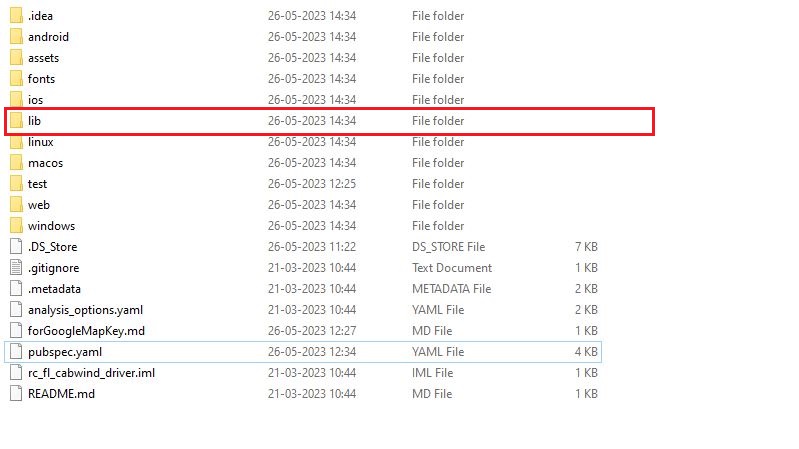 .idea 26-05-2023 14:34 File folder
android 26-05-2023 14:34 File folder
assets 26-05-2023 14:34 File folder
fonts 26-05-2023 14:34 File folder
ios 26-05-2023 14:34 File folder
lib 26-05-2023 14:34 File folder
linux 26-05-2023 14:34 File folder
macos 26-05-2023 14:34 File folder
test 26-05-2023 12:25 File folder
web 26-05-2023 14:34 File folder
windows 26-05-2023 14:34 File folder
.DS_Store 26-05-2023 11:22 DS_STORE File 7 KB
.gitignore 21-03-2023 10:44 Text Document 1 KB
.metadata 21-03-2023 10:44 METADATA File 2 KB
analysis_options.yaml 21-03-2023 10:44 YAML File 2 KB
forGoogleMapKey.md 26-05-2023 12:27 MD File 1 KB
pubspec.yaml 26-05-2023 12:34 YAML File 4 KB
rc_fl_cabwind_driver.iml 21-03-2023 10:44 IML File 1 KB
README.md 21-03-2023 10:44 MD File 1 KB